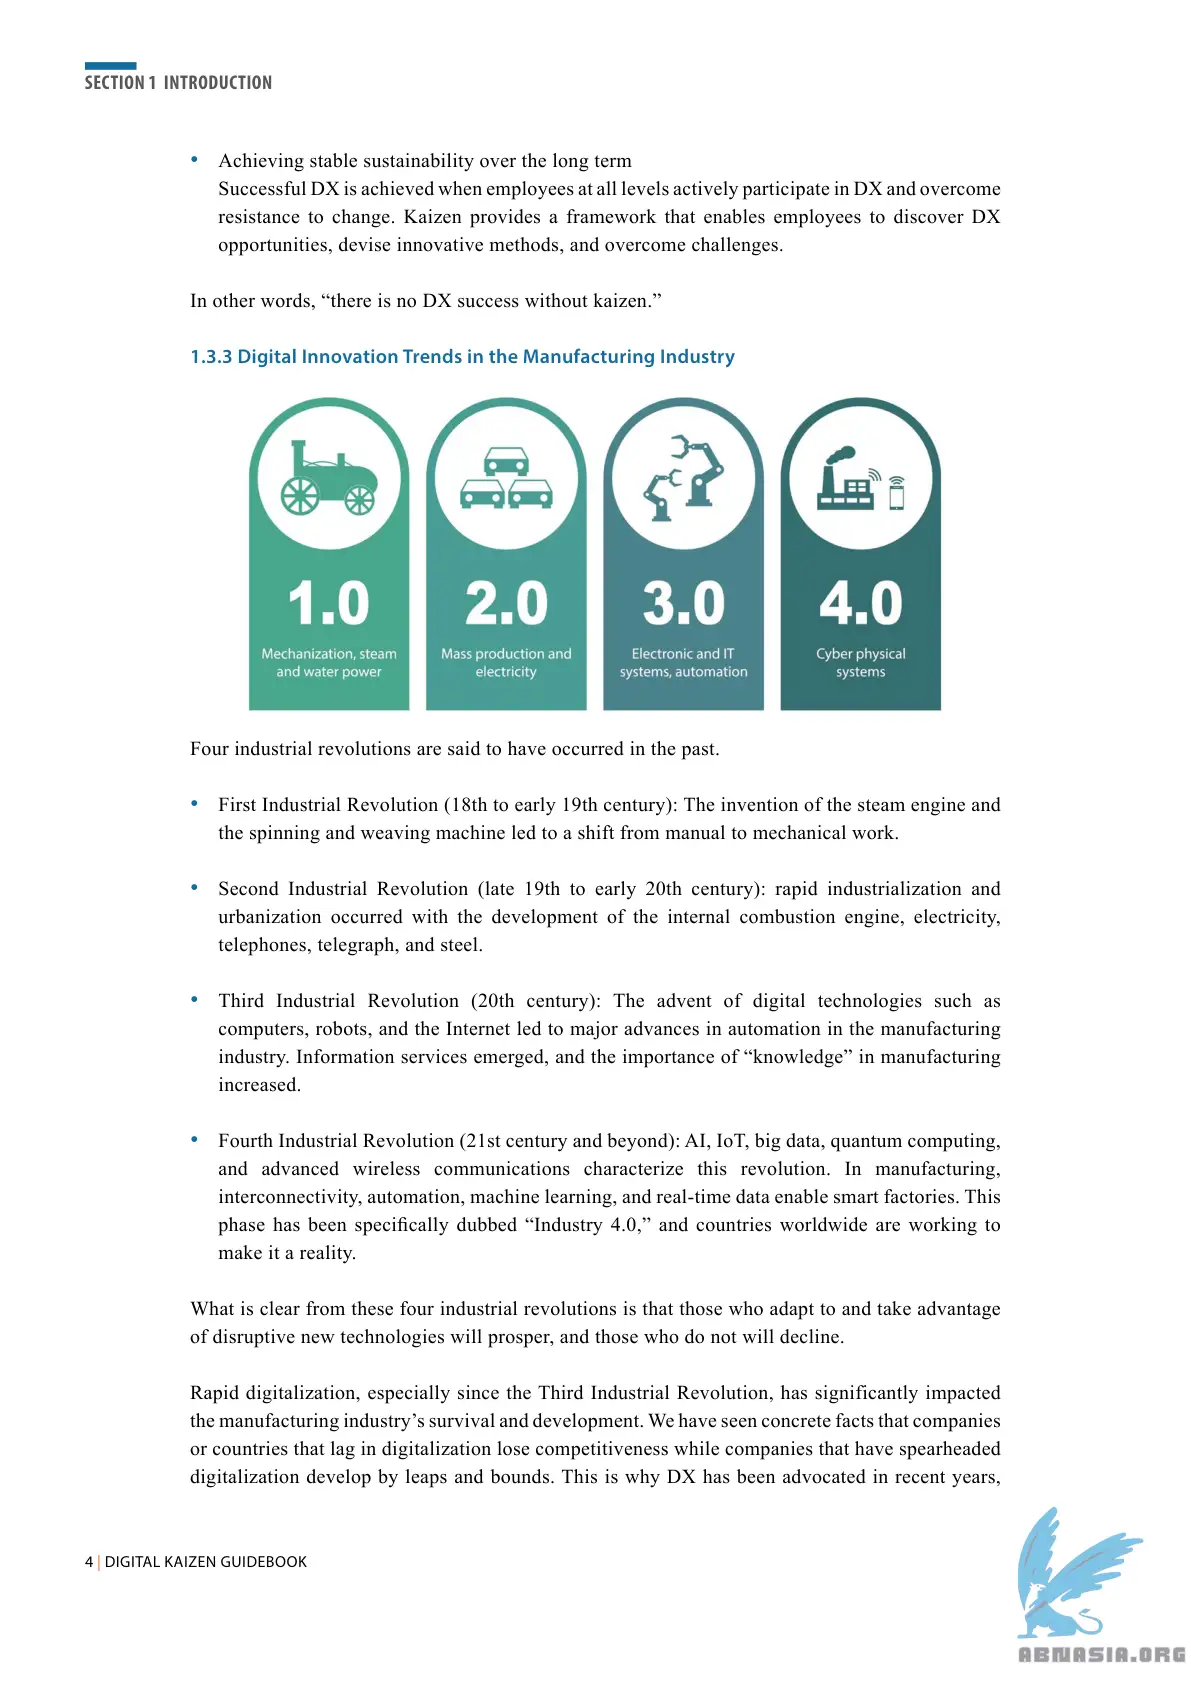 SECTION 1 INTRODUCTION
• Achieving stable sustainability over the long term
Successful DX is achieved when employees at all levels actively participate in DX and overcome
resistance to change. Kaizen provides a framework that enables employees to discover DX
opportunities, devise innovative methods, and overcome challenges.
In other words, “there is no DX success without kaizen.”
1.3.3 Digital Innovation Trends in the Manufacturing Industry
1.0
Mechanization, steam
and water power
2.0
Mass production and
electricity
3.0
Electronic and IT
systems, automation
4.0
Cyber physical
systems
Four industrial revolutions are said to have occurred in the past.
• First Industrial Revolution (18th to early 19th century): The invention of the steam engine and
the spinning and weaving machine led to a shift from manual to mechanical work.
• Second Industrial Revolution (late 19th to early 20th century): rapid industrialization and
urbanization occurred with the development of the internal combustion engine, electricity,
telephones, telegraph, and steel.
• Third Industrial Revolution (20th century): The advent of digital technologies such as
computers, robots, and the Internet led to major advances in automation in the manufacturing
industry. Information services emerged, and the importance of “knowledge” in manufacturing
increased.
• Fourth Industrial Revolution (21st century and beyond): AI, IoT, big data, quantum computing,
and advanced wireless communications characterize this revolution. In manufacturing,
interconnectivity, automation, machine learning, and real-time data enable smart factories. This
phase has been specifically dubbed “Industry 4.0,” and countries worldwide are working to
make it a reality.
What is clear from these four industrial revolutions is that those who adapt to and take advantage
of disruptive new technologies will prosper, and those who do not will decline.
Rapid digitalization, especially since the Third Industrial Revolution, has significantly impacted
the manufacturing industry’s survival and development. We have seen concrete facts that companies
or countries that lag in digitalization lose competitiveness while companies that have spearheaded
digitalization develop by leaps and bounds. This is why DX has been advocated in recent years,
4 | DIGITAL KAIZEN GUIDEBOOK
ABNASIA.ORG